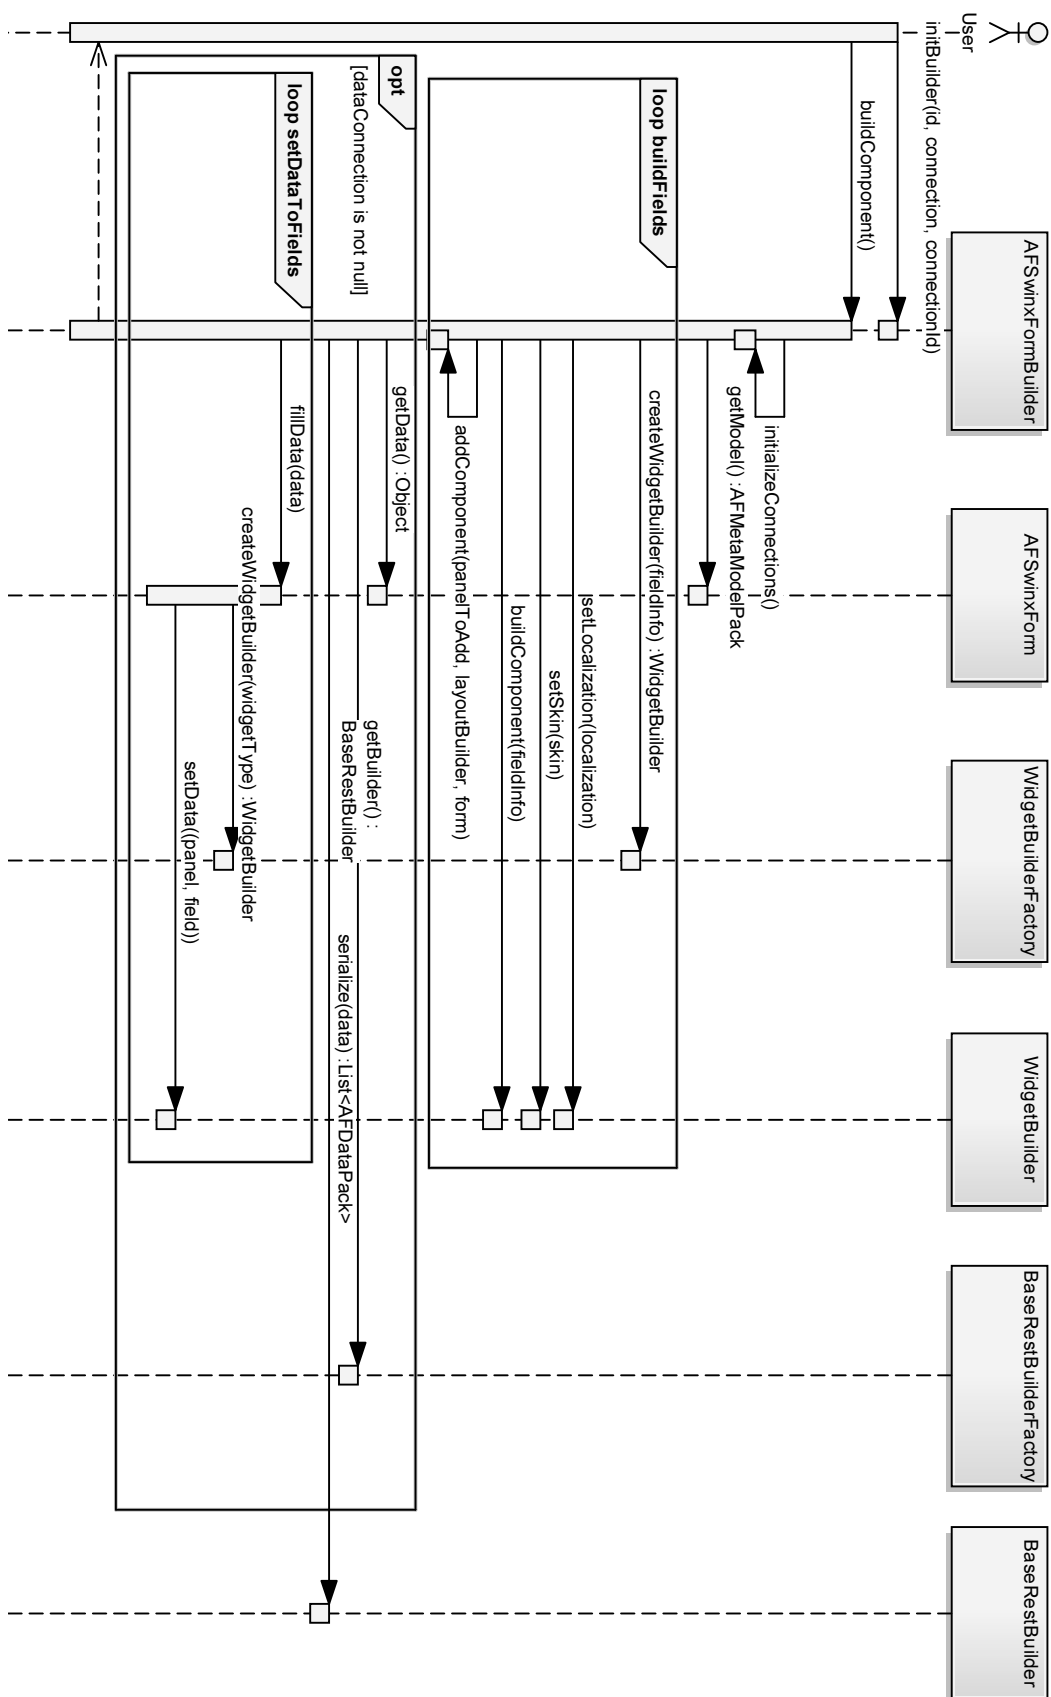 User
AFSwinxFormBuilder
AFSwinxForm
WidgetBuilderFactory
WidgetBuilder
BaseRestBuilderFactory
BaseRestBuilder
initBuilder(id, connection, connectionId)
buildComponent()
initializeConnections()
getModel() :AFMetaModelPack
loop buildFields
createWidgetBuilder(fieldInfo) :WidgetBuilder
setLocalization(localization)
setSkin(skin)
buildComponent(fieldInfo)
addComponent(panelToAdd, layoutBuilder, form)
opt
[dataConnection is not null]
getData() :Object
getBuilder() :
BaseRestBuilder
serialize(data) :List<AFDataPack>
loop setDataToFields
fillData(data)
createWidgetBuilder(widgetType) :WidgetBuilder
setData((panel, field))